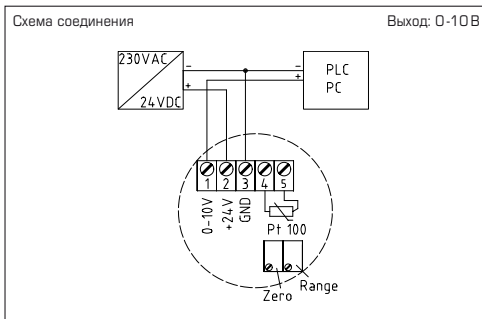 Схема соединения
Выход: 0-10В
230VAC
24VDC
−
+
−
+
PLC
PC
1
2
3
4
5
0-10V
+24V
GND
Pt 100
Zero
Range